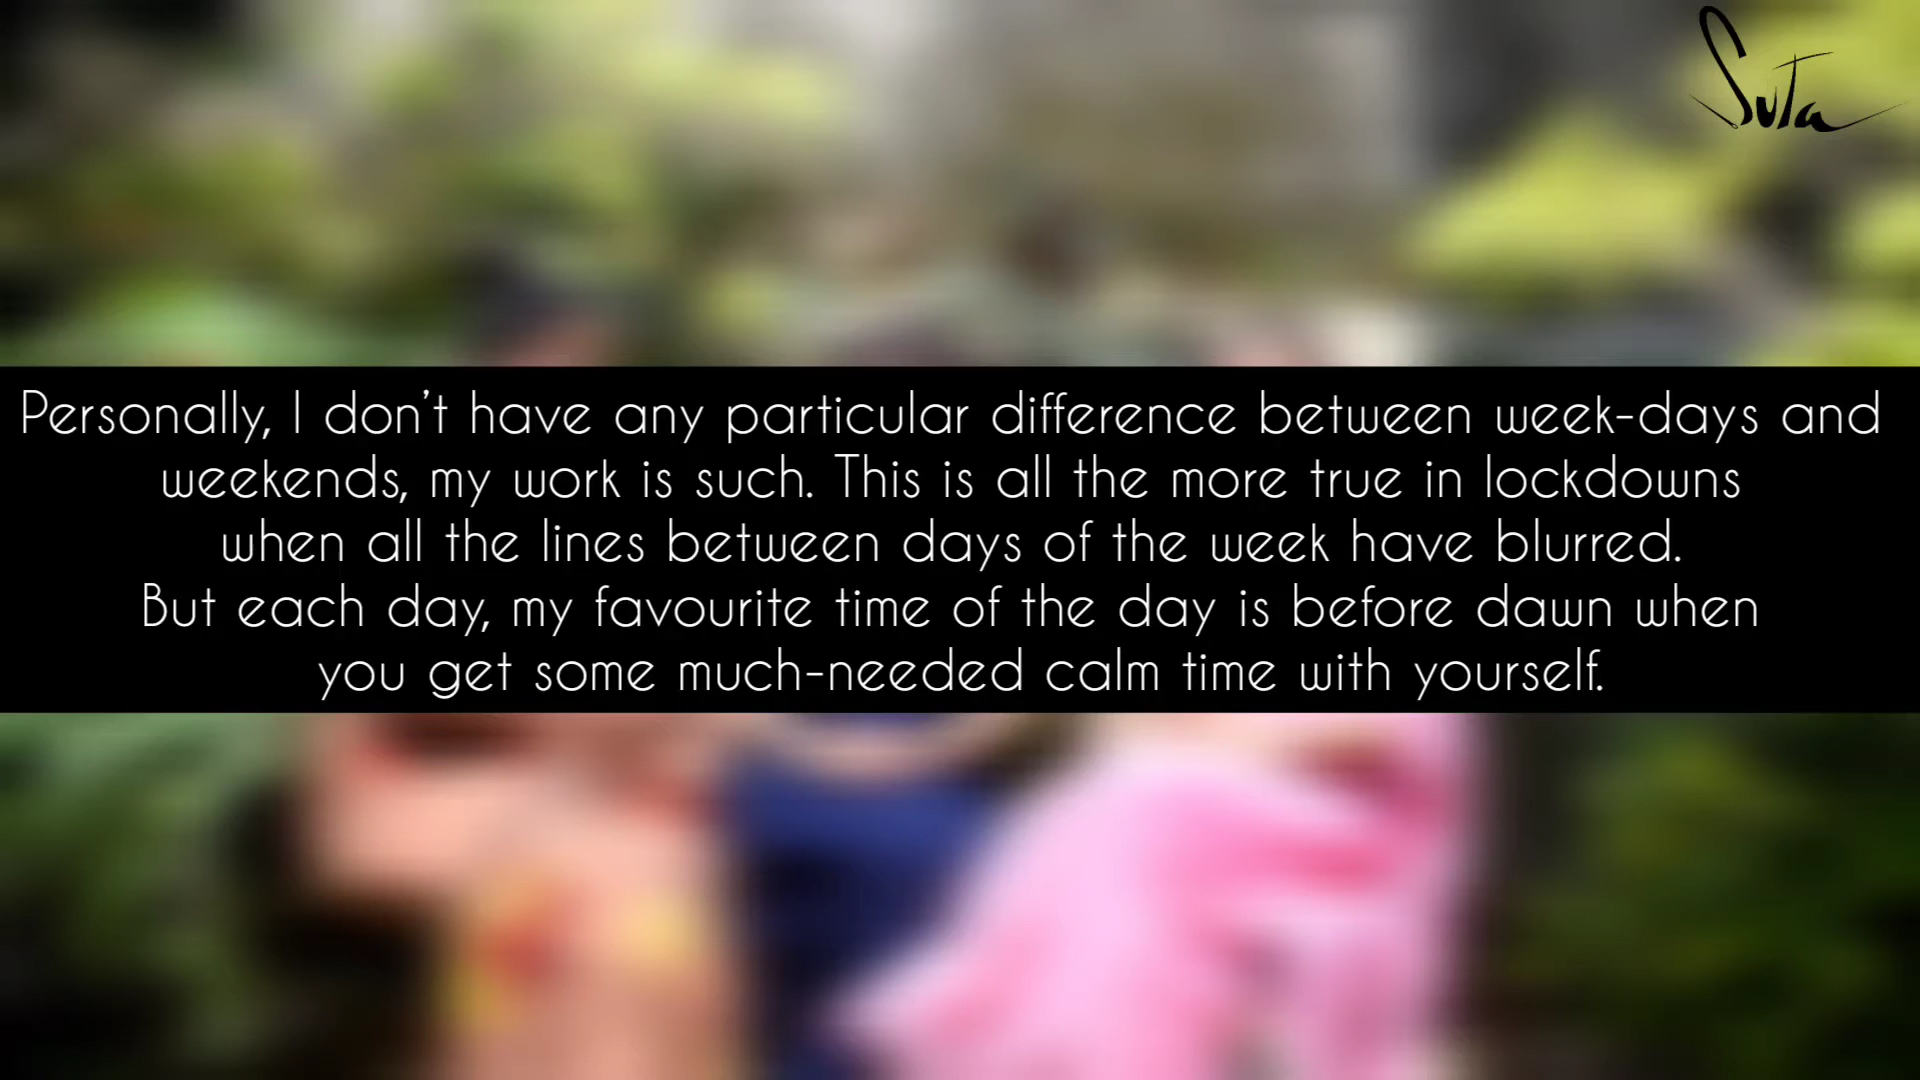 Suta
Personally, I don't have any particular difference between week-days and
weekends, my work is such. This is all the more true in lockdowns
when all the lines between days of the week have blurred.
But each day, my favourite time of the day is before dawn when
you get some much-needed calm time with yourself.